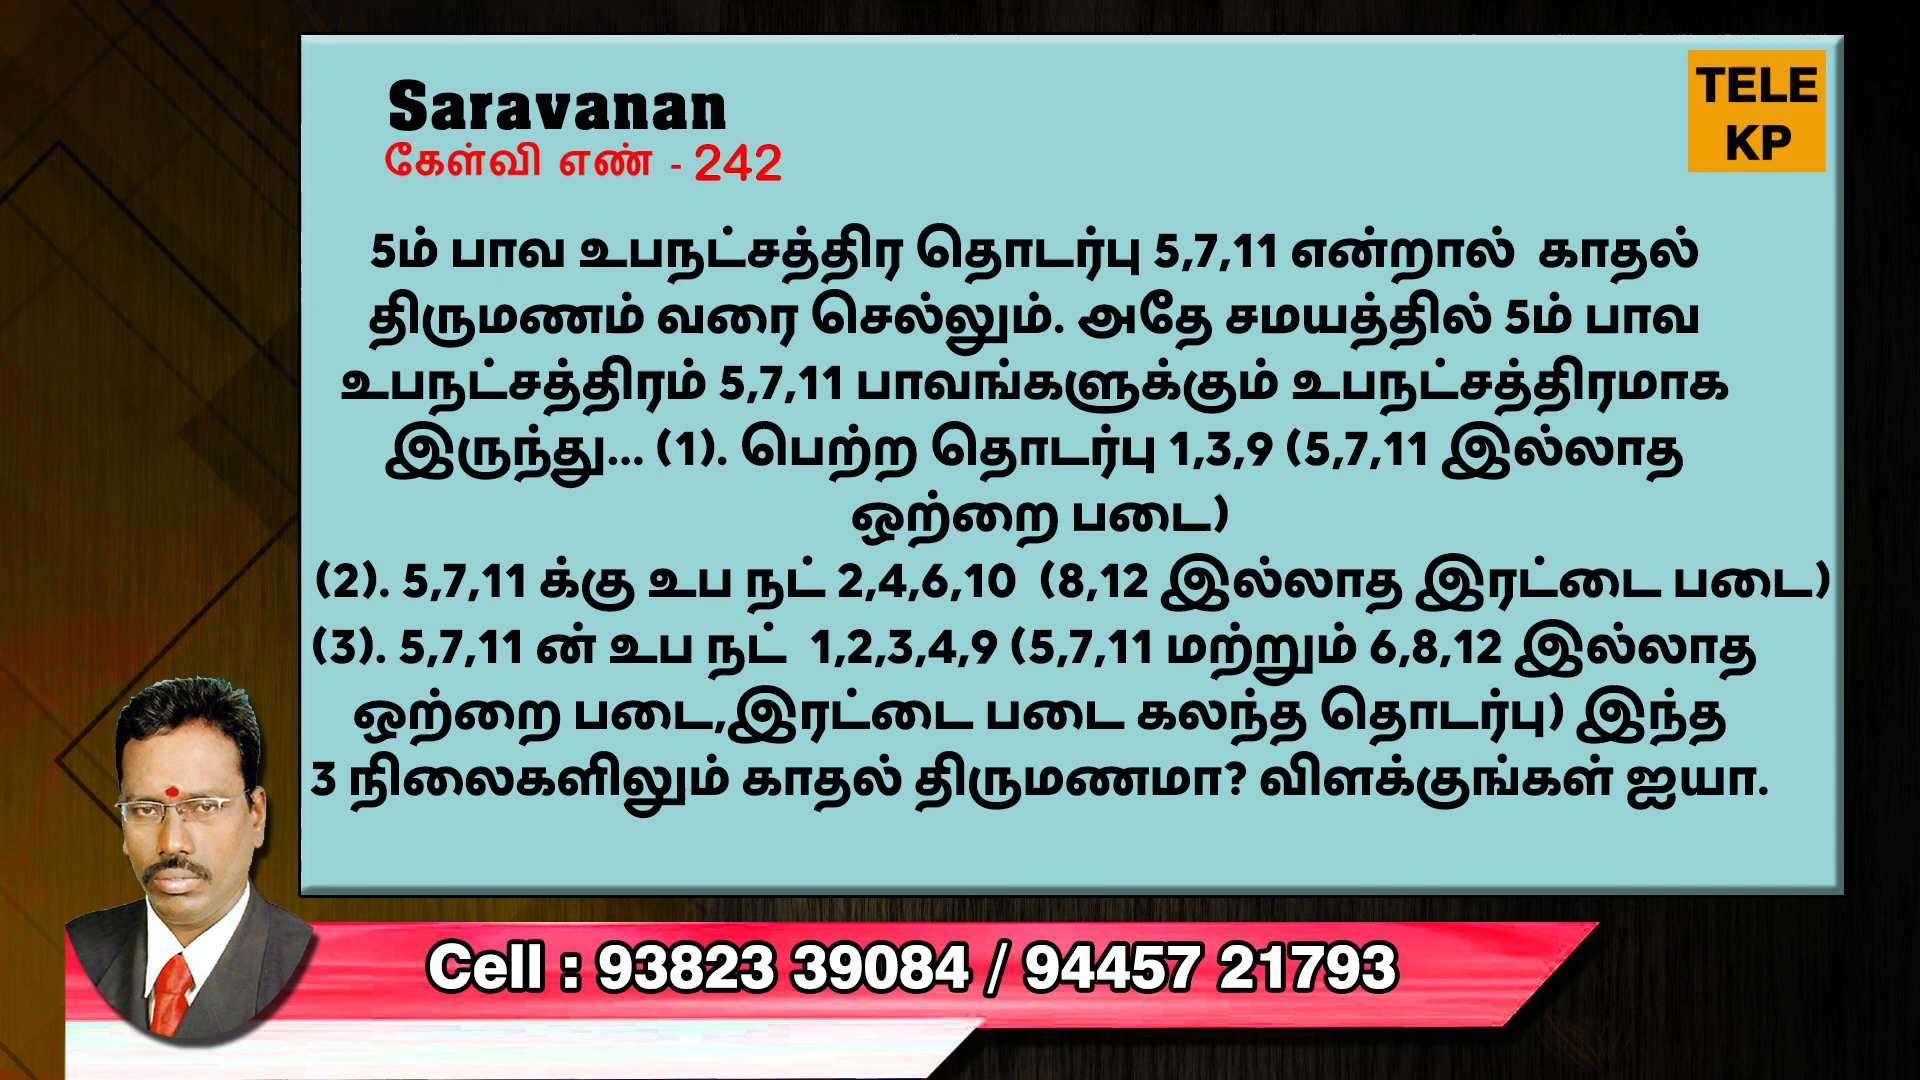 Saravanan
கேள்வி எண் - 242
TELE
KP
5ம் பாவ உபநட்சத்திர தொடர்பு 5,7,11 என்றால் காதல்
திருமணம் வரை செல்லும். அதே சமயத்தில் 5ம் பாவ
உபநட்சத்திரம் 5,7,11 பாவங்களுக்கும் உபநட்சத்திரமாக
இருந்து... (1). பெற்ற தொடர்பு 1,3,9 (5,7,11 இல்லாத
ஒற்றை படை)
(2). 5,7,11 க்கு உப நட் 2,4,6,10 (8,12 இல்லாத இரட்டை படை)
(3). 5,7,11 ன் உப நட் 1,2,3,4,9 (5,7,11 மற்றும் 6,8,12 இல்லாத
ஒற்றை படை,இரட்டை படை கலந்த தொடர்பு) இந்த
3 நிலைகளிலும் காதல் திருமணமா? விளக்குங்கள் ஐயா.
Cell : 93823 39084 / 94457 21793